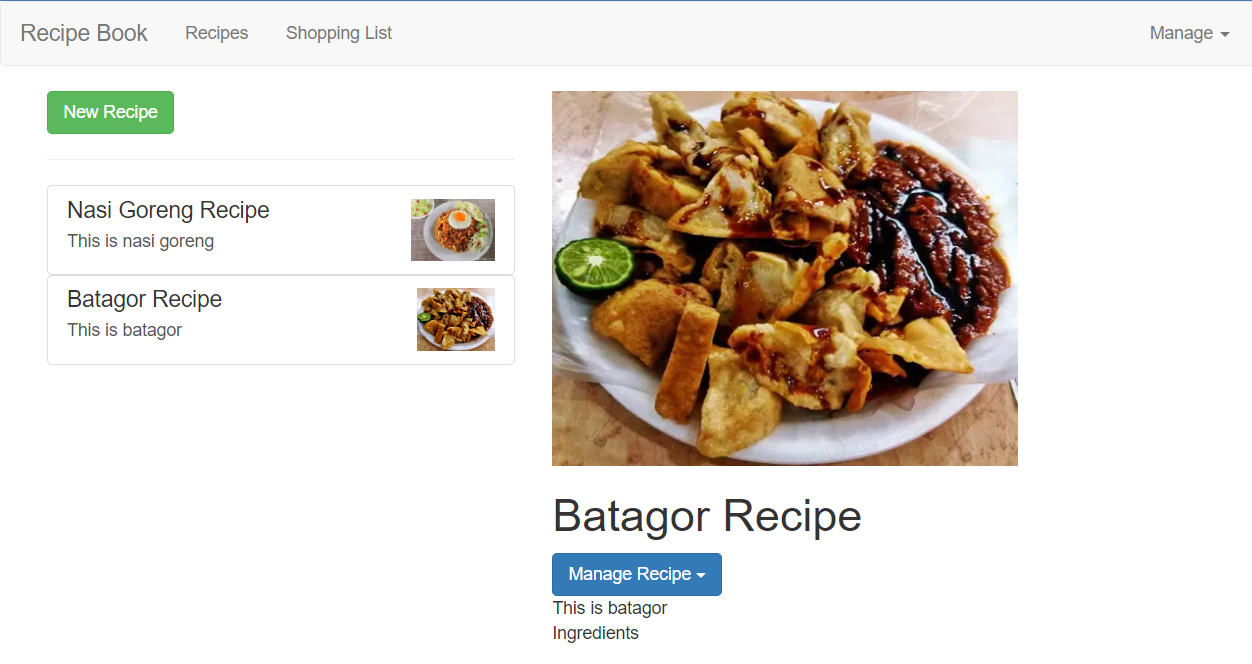 Recipe Book Recipes Shopping List Manage
New Recipe
Nasi Goreng Recipe
This is nasi goreng
Batagor Recipe
This is batagor
Batagor Recipe
Manage Recipe
This is batagor
Ingredients